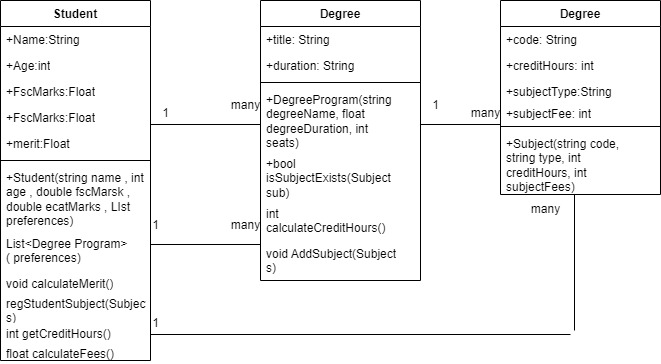 Student
+Name:String
+Age:int
+FscMarks:Float
+FscMarks:Float
+merit:Float
+Student(string name , int
age , double fscMarsk ,
double ecatMarks , LIst
preferences)
List<Degree Program>
( preferences)
void calculateMerit()
regStudentSubject(Subjec
s)
int getCreditHours()
float calculateFees()
1
many
1
many
1
many
Degree
+title: String
+duration: String
+DegreeProgram(string
degreeName, float
degreeDuration, int
seats)
+bool
isSubjectExists(Subject
sub)
int
calculateCreditHours()
void AddSubject(Subject
s)
1
many
Degree
+code: String
+creditHours: int
+subjectType:String
+subjectFee: int
+Subject(string code,
string type, int
creditHours, int
subjectFees)